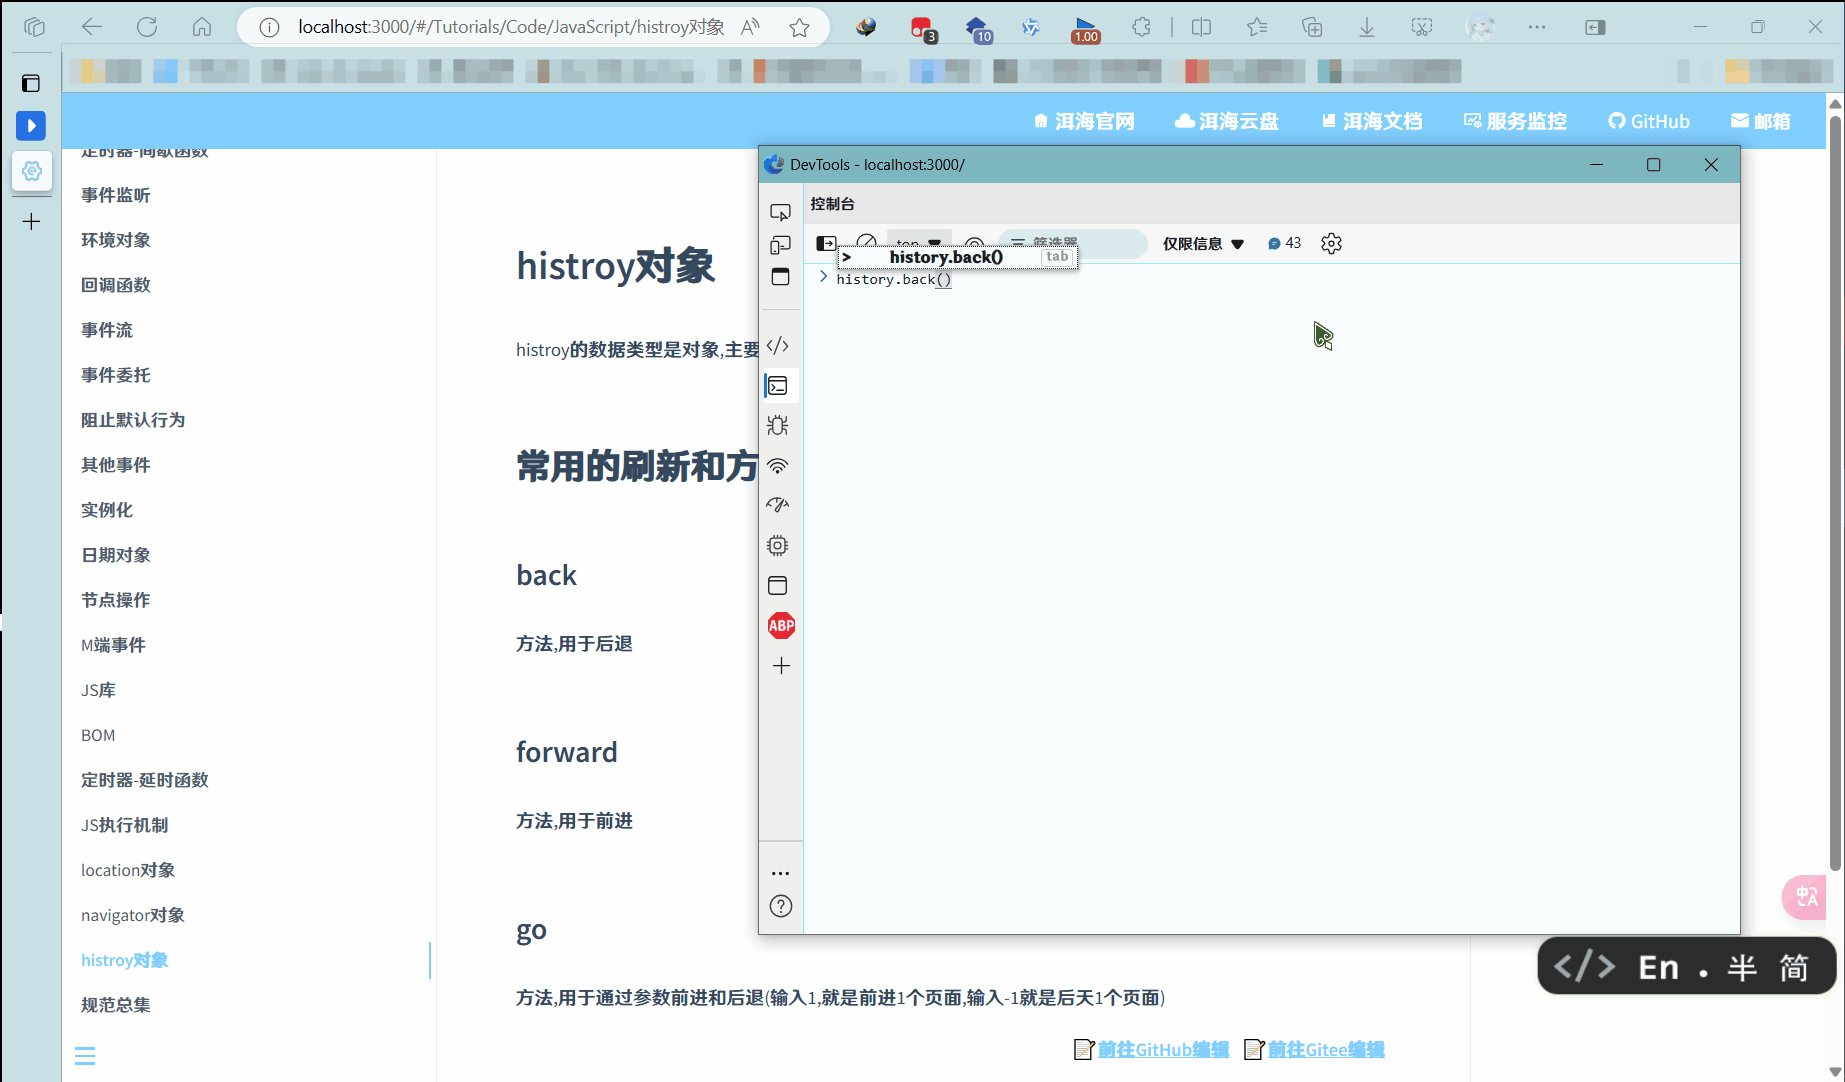 localhost:3000/#/Tutorials/Code/JavaScript/histroy对象
3
10
1.00
洱海官网
洱海云盘
洱海文档
服务监控
GitHub
邮箱
定时器-间歇函数
事件监听
环境对象
回调函数
事件流
事件委托
阻止默认行为
其他事件
实例化
日期对象
节点操作
M端事件
JS库
BOM
定时器-延时函数
JS执行机制
location对象
navigator对象
histroy对象
规范总集
histroy对象
histroy的数据类型是对象,主要
常用的刷新和方
back
方法,用于后退
forward
方法,用于前进
go
方法,用于通过参数前进和后退(输入1,就是前进1个页面,输入-1就是后天1个页面)
前往GitHub编辑
前往Gitee编辑
DevTools - localhost:3000/
控制台
top
筛选器
仅限信息
43
> history.back() tab
> history.back()
ABP
中A
</> En . 半 简